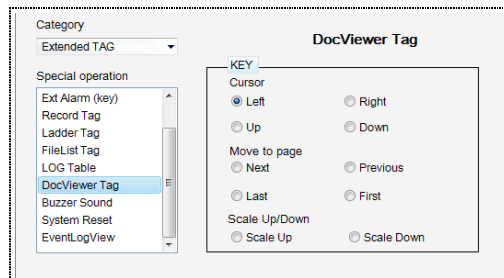 Category
Extended TAG
DocViewer Tag
Special operation
Ext Alarm (key)
Record Tag
Ladder Tag
FileList Tag
LOG Table
DocViewer Tag
Buzzer Sound
System Reset
EventLogView
KEY
Cursor
Left Right
Up Down
Move to page
Next Previous
Last First
Scale Up/Down
Scale Up Scale Down